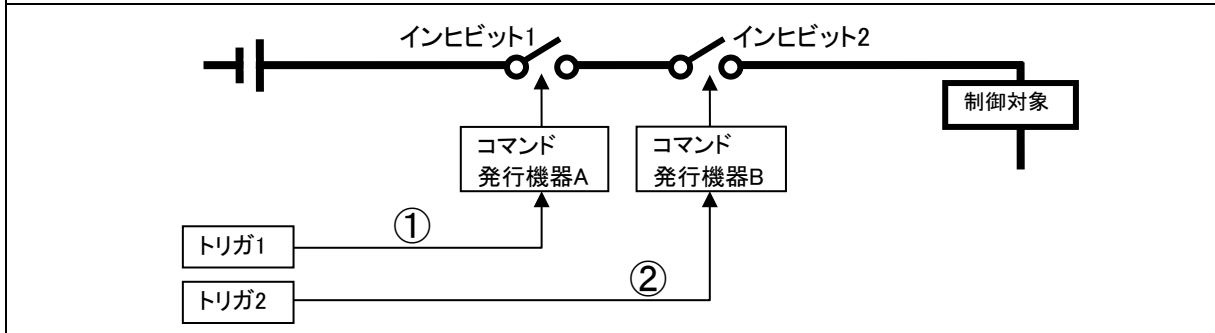 インヒビット1
インヒビット2
制御対象
コマンド
発行機器A
コマンド
発行機器B
トリガ1
①
トリガ2
②